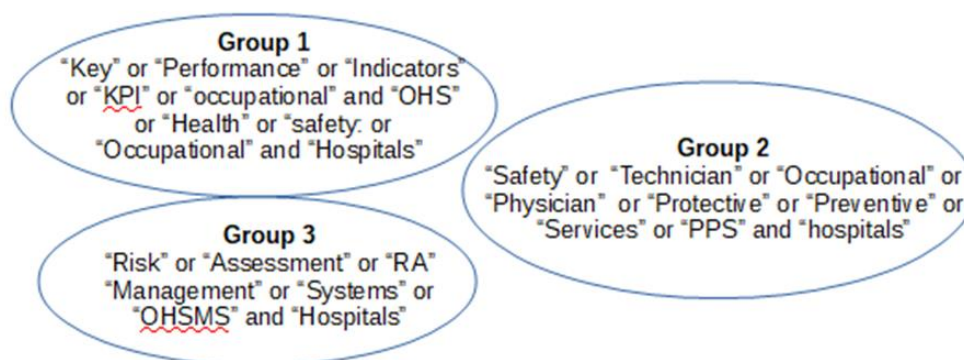 Group 1
“Key” or “Performance” or “Indicators”
or “KPI” or “occupational” and “OHS”
or “Health” or “safety: or
“Occupational” and “Hospitals”
Group 2
“Safety” or “Technician” or “Occupational” or
“Physician” or “Protective” or “Preventive” or
“Services” or “PPS” and “hospitals”
Group 3
“Risk” or “Assessment” or “RA”
“Management” or “Systems” or
“OHSMS” and “Hospitals”